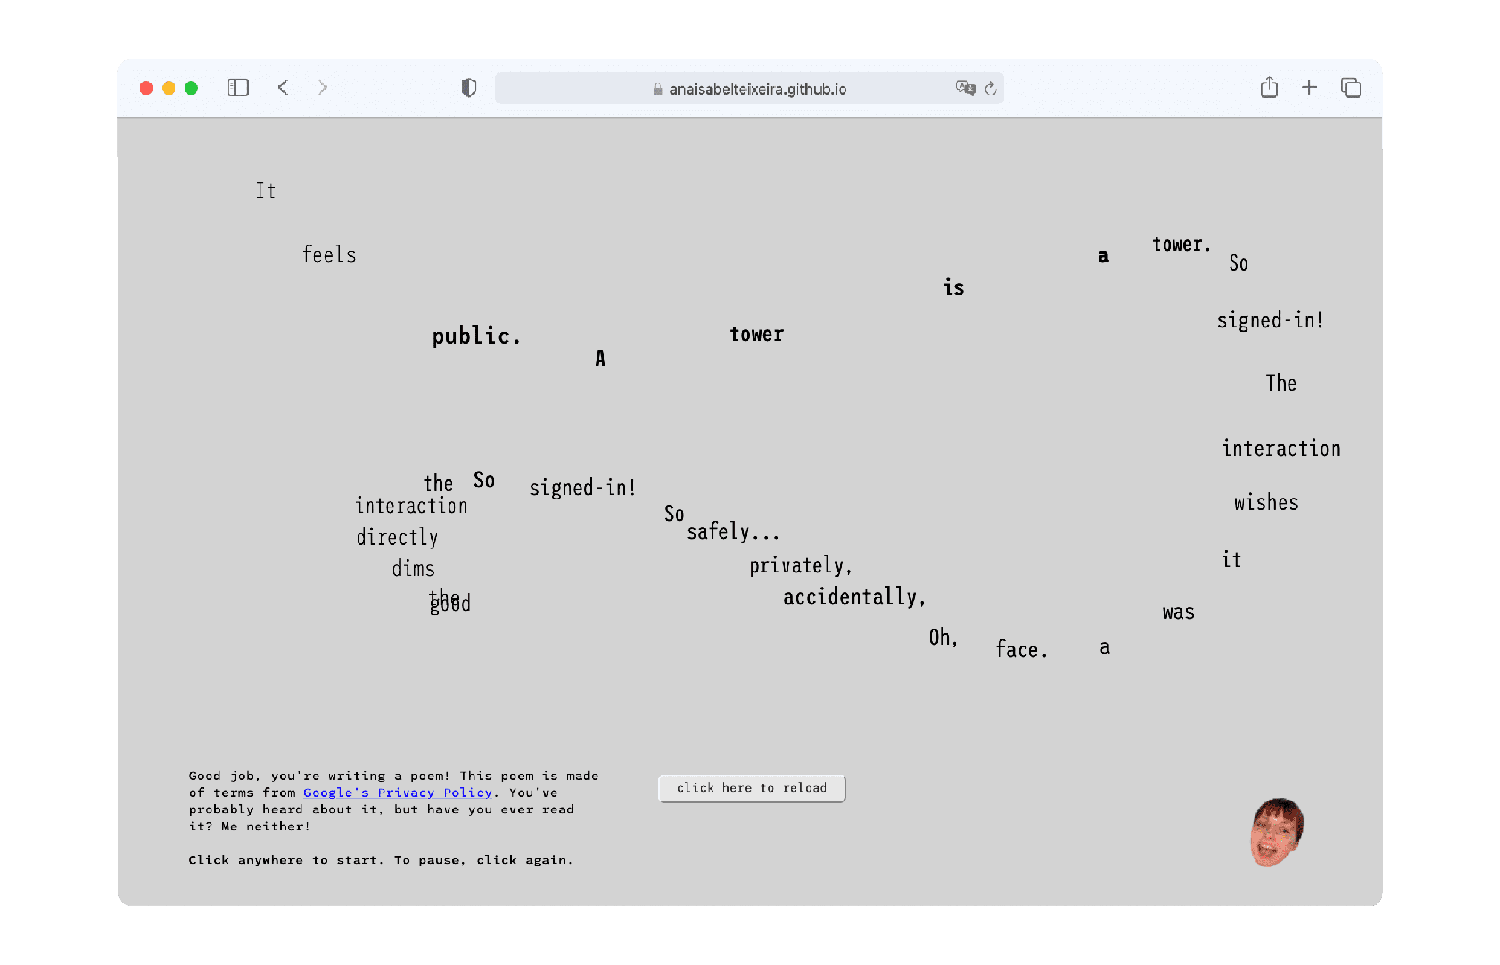 anaisabelteixeira.github.io
It
feels
public.
A
tower
is
a
tower.
So
signed-in!
The
interaction
wishes
it
was
a
face.
Oh,
accidentally,
privately,
safely...
So
signed-in!
So
the
interaction
directly
dims
the
good
Good job, you're writing a poem! This poem is made
of terms from Google's Privacy Policy. You've
probably heard about it, but have you ever read
it? Me neither!
Click anywhere to start. To pause, click again.
click here to reload